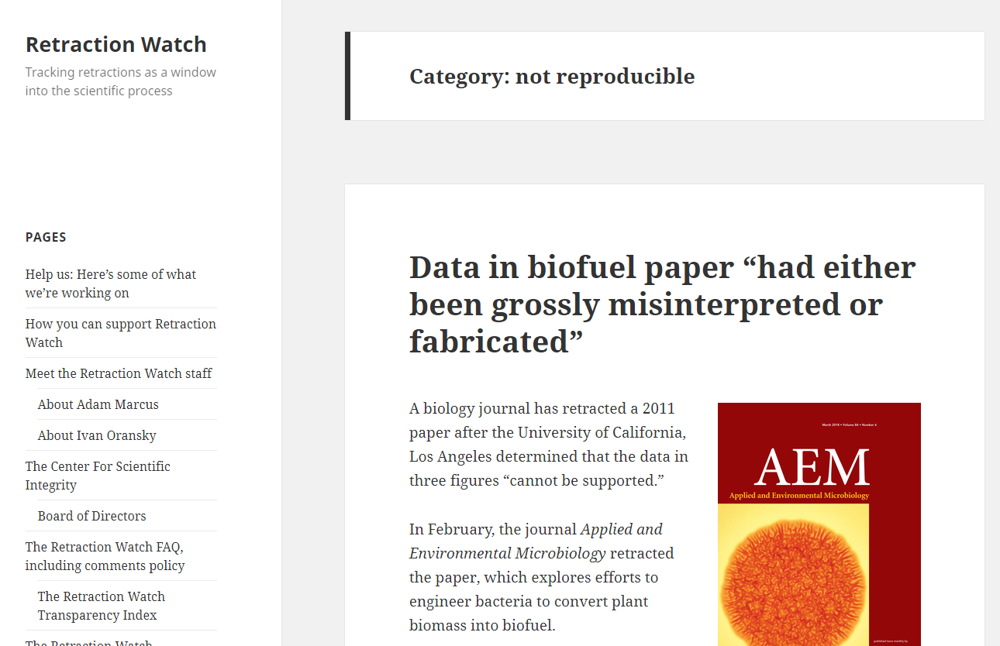 Retraction Watch
Tracking retractions as a window
into the scientific process
PAGES
Help us: Here’s some of what
we’re working on
How you can support Retraction
Watch
Meet the Retraction Watch staff
About Adam Marcus
About Ivan Oransky
The Center For Scientific
Integrity
Board of Directors
The Retraction Watch FAQ,
including comments policy
The Retraction Watch
Transparency Index
The Retraction Watch
Category: not reproducible
Data in biofuel paper “had either
been grossly misinterpreted or
fabricated”
A biology journal has retracted a 2011
paper after the University of California,
Los Angeles determined that the data in
three figures “cannot be supported.”
In February, the journal Applied and
Environmental Microbiology retracted
the paper, which explores efforts to
engineer bacteria to convert plant
biomass into biofuel.
March 2018 • Volume 84 • Number 6
AEM
Applied and Environmental Microbiology
published twice monthly by